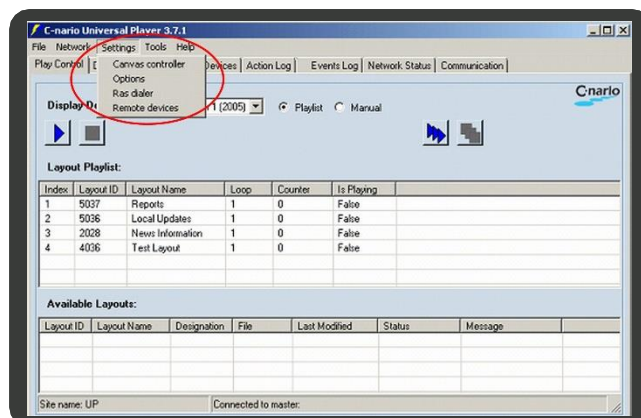 C-nario Universal Player 3.7.1
File Network Settings Tools Help
Play Control Devices Action Log Events Log Network Status Communication
Canvas controller
Options
Ras dialer
Remote devices
C-nario
Display 1 (2005) Playlist Manual
Layout Playlist:
Index Layout ID Layout Name Loop Counter Is Playing
1 5037 Reports 1 0 False
2 5036 Local Updates 1 0 False
3 2028 News Information 1 0 False
4 4036 Test Layout 1 0 False
Available Layouts:
Layout ID Layout Name Designation File Last Modified Status Message
Site name: UP Connected to master: